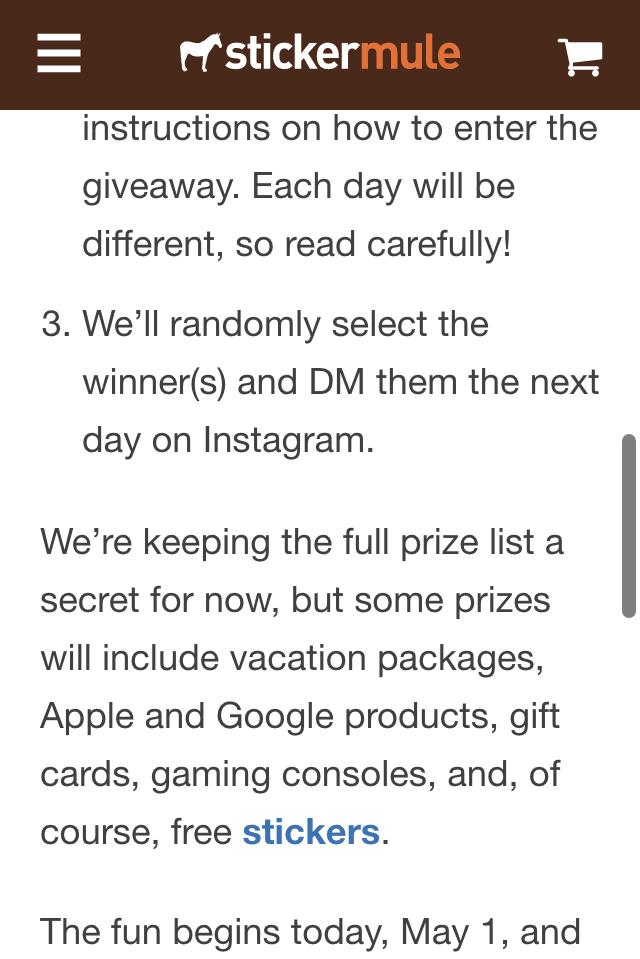 stickermule
instructions on how to enter the
giveaway. Each day will be
different, so read carefully!
3. We’ll randomly select the
winner(s) and DM them the next
day on Instagram.
We’re keeping the full prize list a
secret for now, but some prizes
will include vacation packages,
Apple and Google products, gift
cards, gaming consoles, and, of
course, free stickers.
The fun begins today, May 1, and